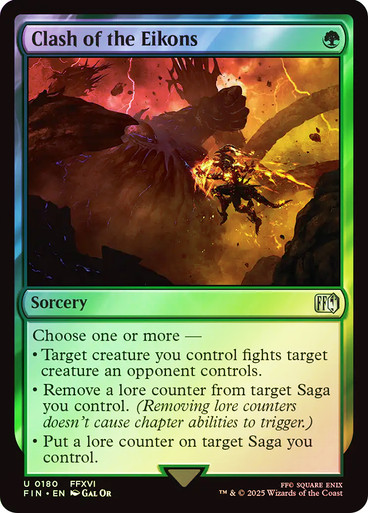 Clash of the Eikons
Sorcery
FFXVI
Choose one or more —
• Target creature you control fights target
creature an opponent controls.
• Remove a lore counter from target Saga
you control. (Removing lore counters
doesn't cause chapter abilities to trigger.)
• Put a lore counter on target Saga you
control.
U 0180 FFXVI
FIN • EN Gal Or
FF© SQUARE ENIX
™ & © 2025 Wizards of the Coast